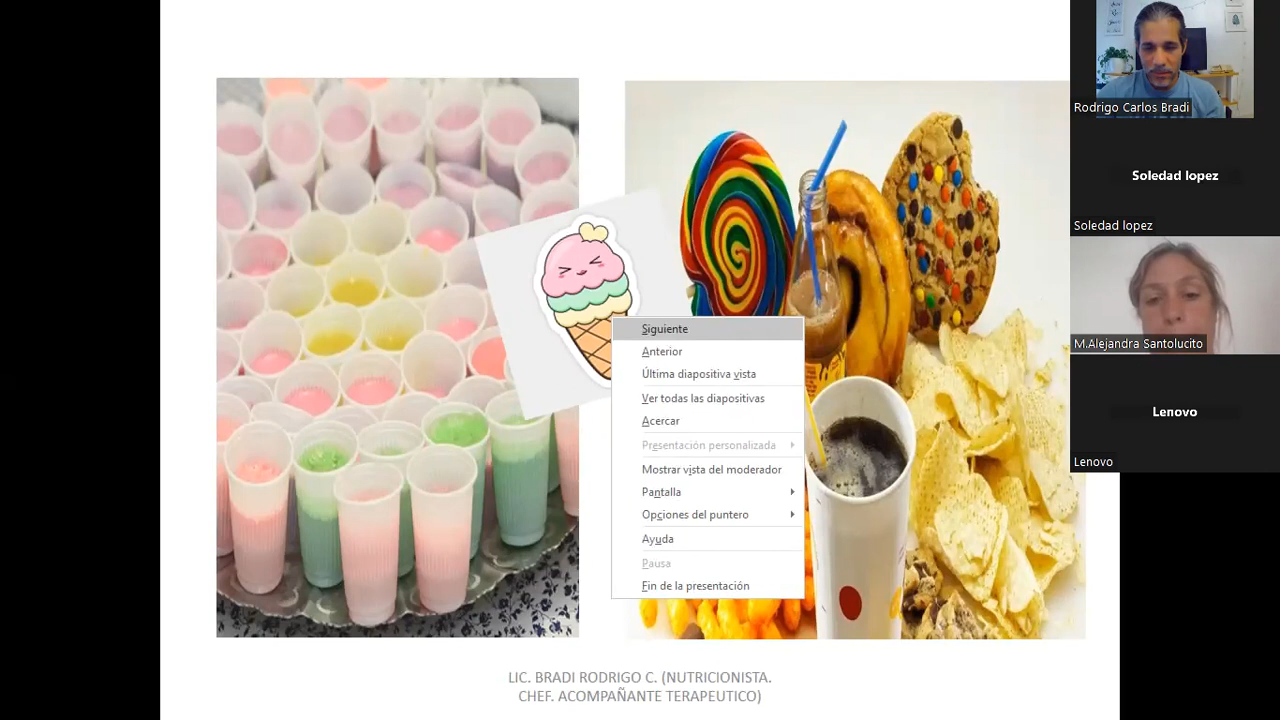 Rodrigo Carlos Bradi
Soledad lopez
Soledad lopez
M.Alejandra Santolucito
Lenovo
Lenovo
Siguiente
Anterior
Última diapositiva vista
Ver todas las diapositivas
Acercar
Presentación personalizada
Mostrar vista del moderador
Pantalla
Opciones del puntero
Ayuda
Pausa
Fin de la presentación
LIC. BRADI RODRIGO C. (NUTRICIONISTA.
CHEF. ACOMPAÑANTE TERAPEUTICO)